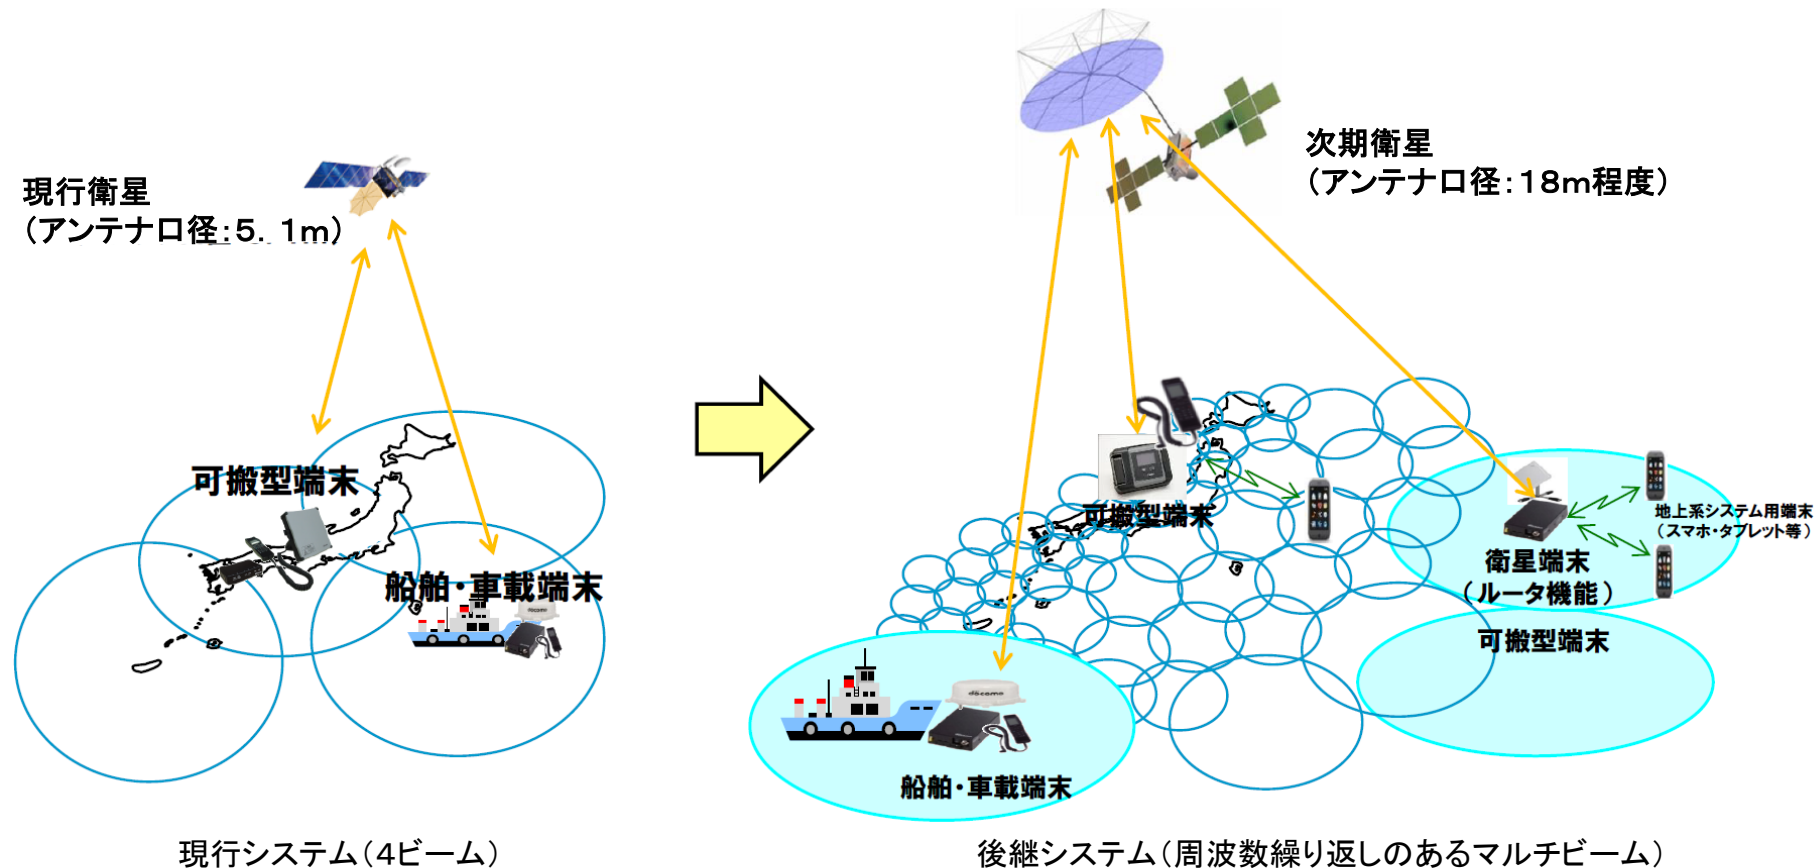 現行衛星
（アンテナ口径：５．１ｍ）
次期衛星
（アンテナ口径：１８ｍ程度）
可搬型端末
船舶・車載端末
docomo
可搬型端末
地上系システム用端末
（スマホ・タブレット等）
衛星端末
（ルータ機能）
可搬型端末
docomo
船舶・車載端末
現行システム（４ビーム）
後継システム（周波数繰り返しのあるマルチビーム）